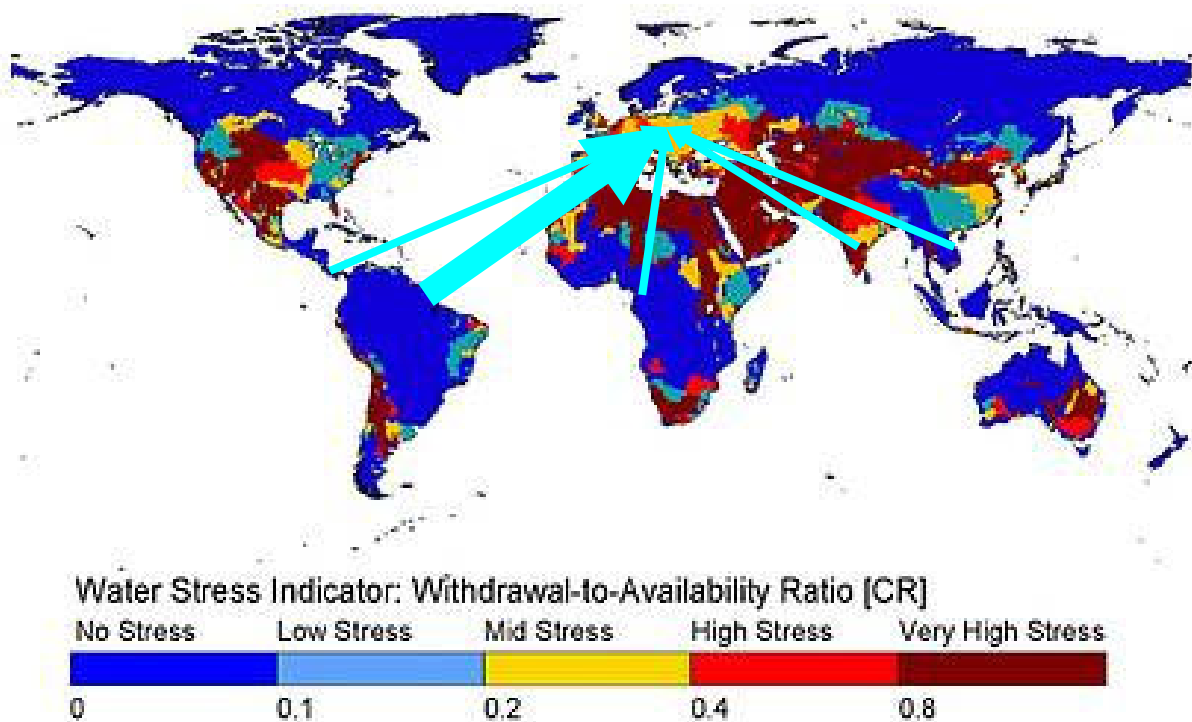 Water Stress Indicator: Withdrawal-to-Availability Ratio [CR]
No Stress Low Stress Mid Stress High Stress Very High Stress
0 0.1 0.2 0.4 0.8